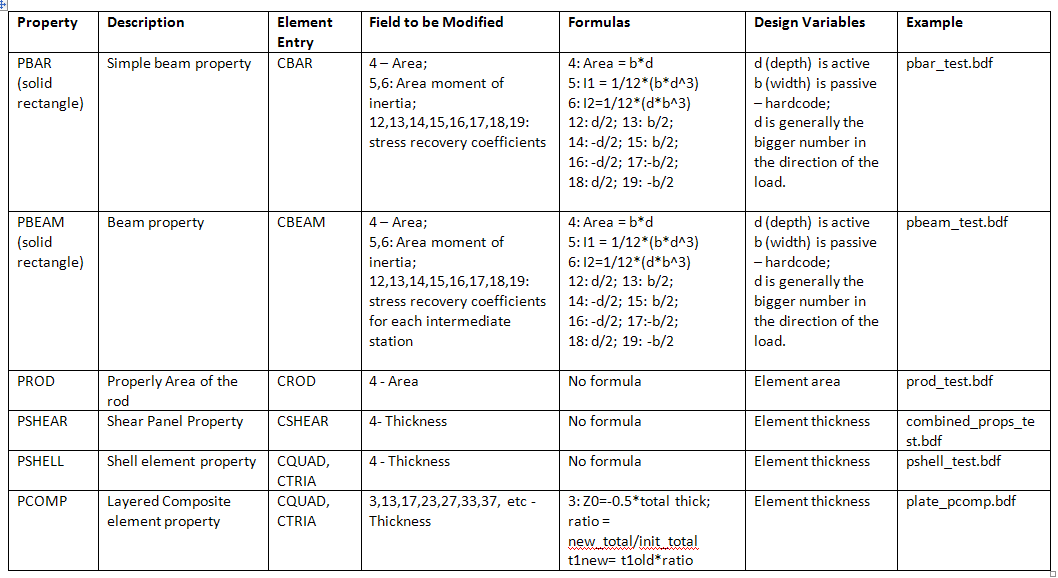 Property Description Element Entry Field to be Modified Formulas Design Variables Example
PBAR (solid rectangle)
Simple beam property
CBAR
4 – Area;
5,6: Area moment of
inertia;
12,13,14,15,16,17,18,19:
stress recovery coefficients
4: Area = b*d
5: I1 = 1/12*(b*d^3)
6: I2=1/12*(d*b^3)
12: d/2; 13: b/2;
14: -d/2; 15: b/2;
16: -d/2; 17:-b/2;
18: d/2; 19: -b/2
d (depth) is active
b (width) is passive
– hardcode;
d is generally the
bigger number in
the direction of the
load.
pbar_test.bdf
PBEAM
(solid
rectangle)
Beam property
CBEAM
4 – Area;
5,6: Area moment of
inertia;
12,13,14,15,16,17,18,19:
stress recovery coefficients
for each intermediate
station
4: Area = b*d
5: I1 = 1/12*(b*d^3)
6: I2=1/12*(d*b^3)
12: d/2; 13: b/2;
14: -d/2; 15: b/2;
16: -d/2; 17:-b/2;
18: d/2; 19: -b/2
d (depth) is active
b (width) is passive
– hardcode;
d is generally the
bigger number in
the direction of the
load.
pbeam_test.bdf
PROD
Properly Area of the
rod
CROD
4 - Area
No formula
Element area
prod_test.bdf
PSHEAR
Shear Panel Property
CSHEAR
4- Thickness
No formula
Element thickness
combined_props_te
st.bdf
PSHELL
Shell element property
CQUAD,
CTRIA
4 - Thickness
No formula
Element thickness
pshell_test.bdf
PCOMP
Layered Composite
element property
CQUAD,
CTRIA
3,13,17,23,27,33,37, etc -
Thickness
3: Z0=-0.5*total thick;
ratio =
new_total/init_total
t1new= t1old*ratio
Element thickness
plate_pcomp.bdf